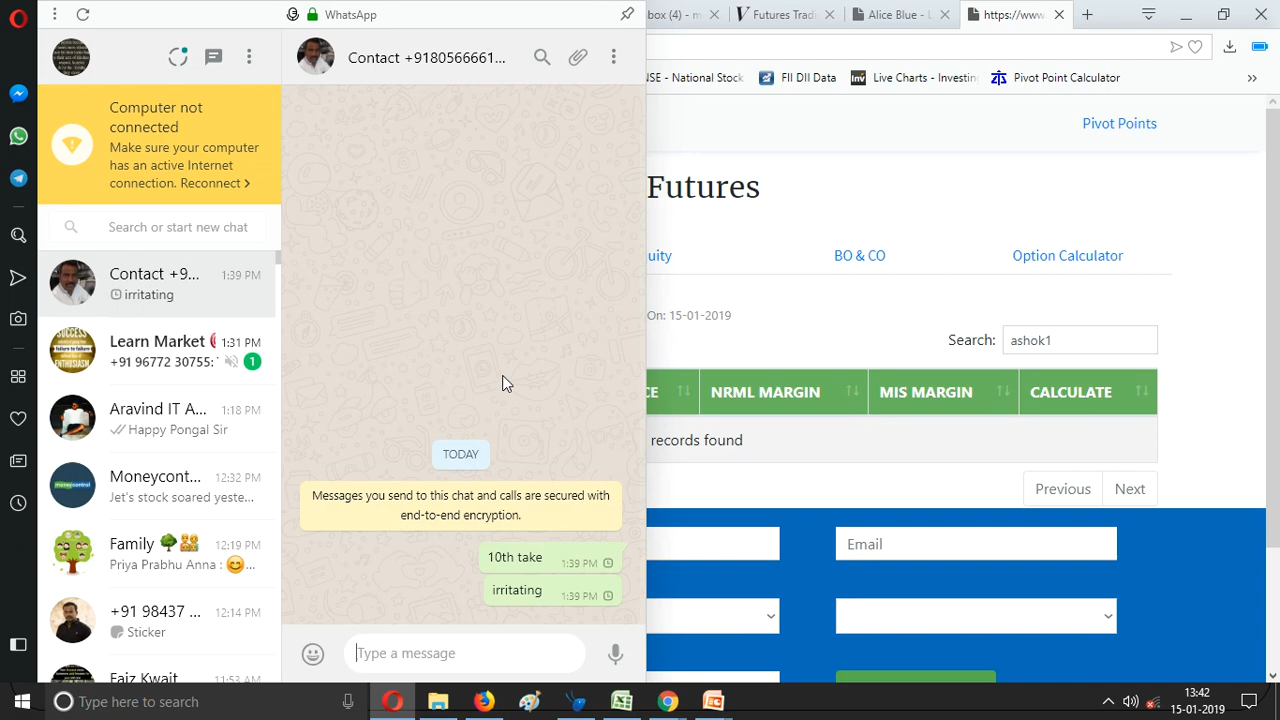 WhatsApp
box (4) - m
Futures Trad
Alice Blue - L
https://www
NSE - National Stock
FII DII Data
Live Charts - Investin
Pivot Point Calculator
Contact +9180566661...
Computer not
connected
Make sure your computer
has an active Internet
connection. Reconnect
Search or start new chat
Contact +9... 1:39 PM
irritating
Learn Market 1:31 PM
+91 96772 30755: 1
Aravind IT A... 1:18 PM
Happy Pongal Sir
Moneycont... 12:32 PM
Jet's stock soared yeste...
Family 12:19 PM
Priya Prabhu Anna : 😊...
+91 98437 ... 12:14 PM
Sticker
TODAY
Messages you send to this chat and calls are secured with
end-to-end encryption.
10th take 1:39 PM
irritating 1:39 PM
Type a message
Pivot Points
Futures
uity
BO & CO
Option Calculator
On: 15-01-2019
Search: ashok1
CE
NRML MARGIN
MIS MARGIN
CALCULATE
records found
Previous
Next
Email
Type here to search
13:42
15-01-2019